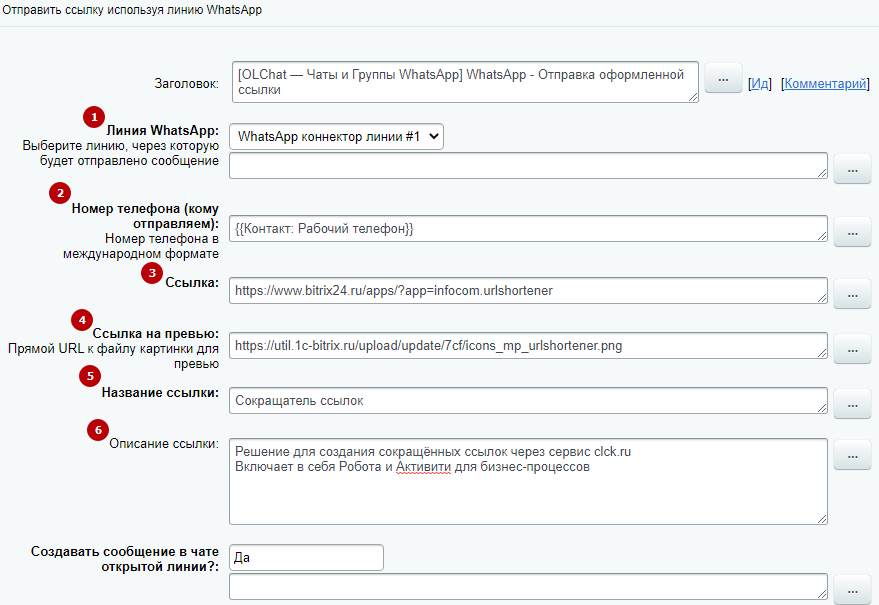 Отправить ссылку используя линию WhatsApp
Заголовок:
[OLChat — Чаты и Группы WhatsApp] WhatsApp - Отправка оформленной
ссылки
...
[Ид] [Комментарий]
1
Линия WhatsApp:
Выберите линию, через которую
будет отправлено сообщение
WhatsApp коннектор линии #1
...
2
Номер телефона (кому
отправляем):
Номер телефона в
международном формате
{{Контакт: Рабочий телефон}}
...
3
Ссылка:
https://www.bitrix24.ru/apps/?app=infocom.urlshortener
...
4
Ссылка на превью:
Прямой URL к файлу картинки для
превью
https://util.1c-bitrix.ru/upload/update/7cf/icons_mp_urlshortener.png
...
5
Название ссылки:
Сокращатель ссылок
...
6
Описание ссылки:
Решение для создания сокращённых ссылок через сервис clck.ru
Включает в себя Робота и Активити для бизнес-процессов
...
Создавать сообщение в чате
открытой линии?:
Да
...